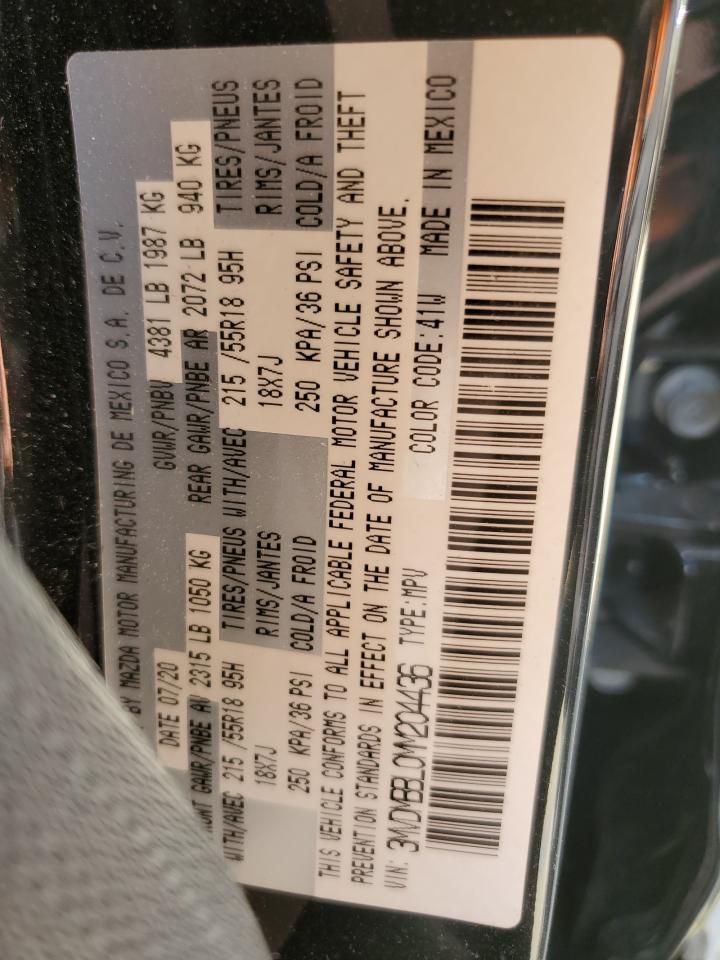 BY MAZDA MOTOR MANUFACTURING DE MEXICO S.A. DE C.V.
DATE 07/20 GVWR/PNBV 4381 LB 1987 KG
GAWR/PNBE AV 2315 LB 1050 KG REAR GAWR/PNBE AR 2072 LB 940 KG
WITH/AVEC 215 /55R18 95H TIRES/PNEUS WITH/AVEC 215 /55R18 95H TIRES/PNEUS
18X7J RIMS/JANTES 18X7J RIMS/JANTES
250 KPA/36 PSI COLD/A FROID 250 KPA/36 PSI COLD/A FROID
THIS VEHICLE CONFORMS TO ALL APPLICABLE FEDERAL MOTOR VEHICLE SAFETY AND THEFT
PREVENTION STANDARDS IN EFFECT ON THE DATE OF MANUFACTURE SHOWN ABOVE.
VIN: 3MVDMBBL0MM204436 TYPE:MPV COLOR CODE:41W MADE IN MEXICO